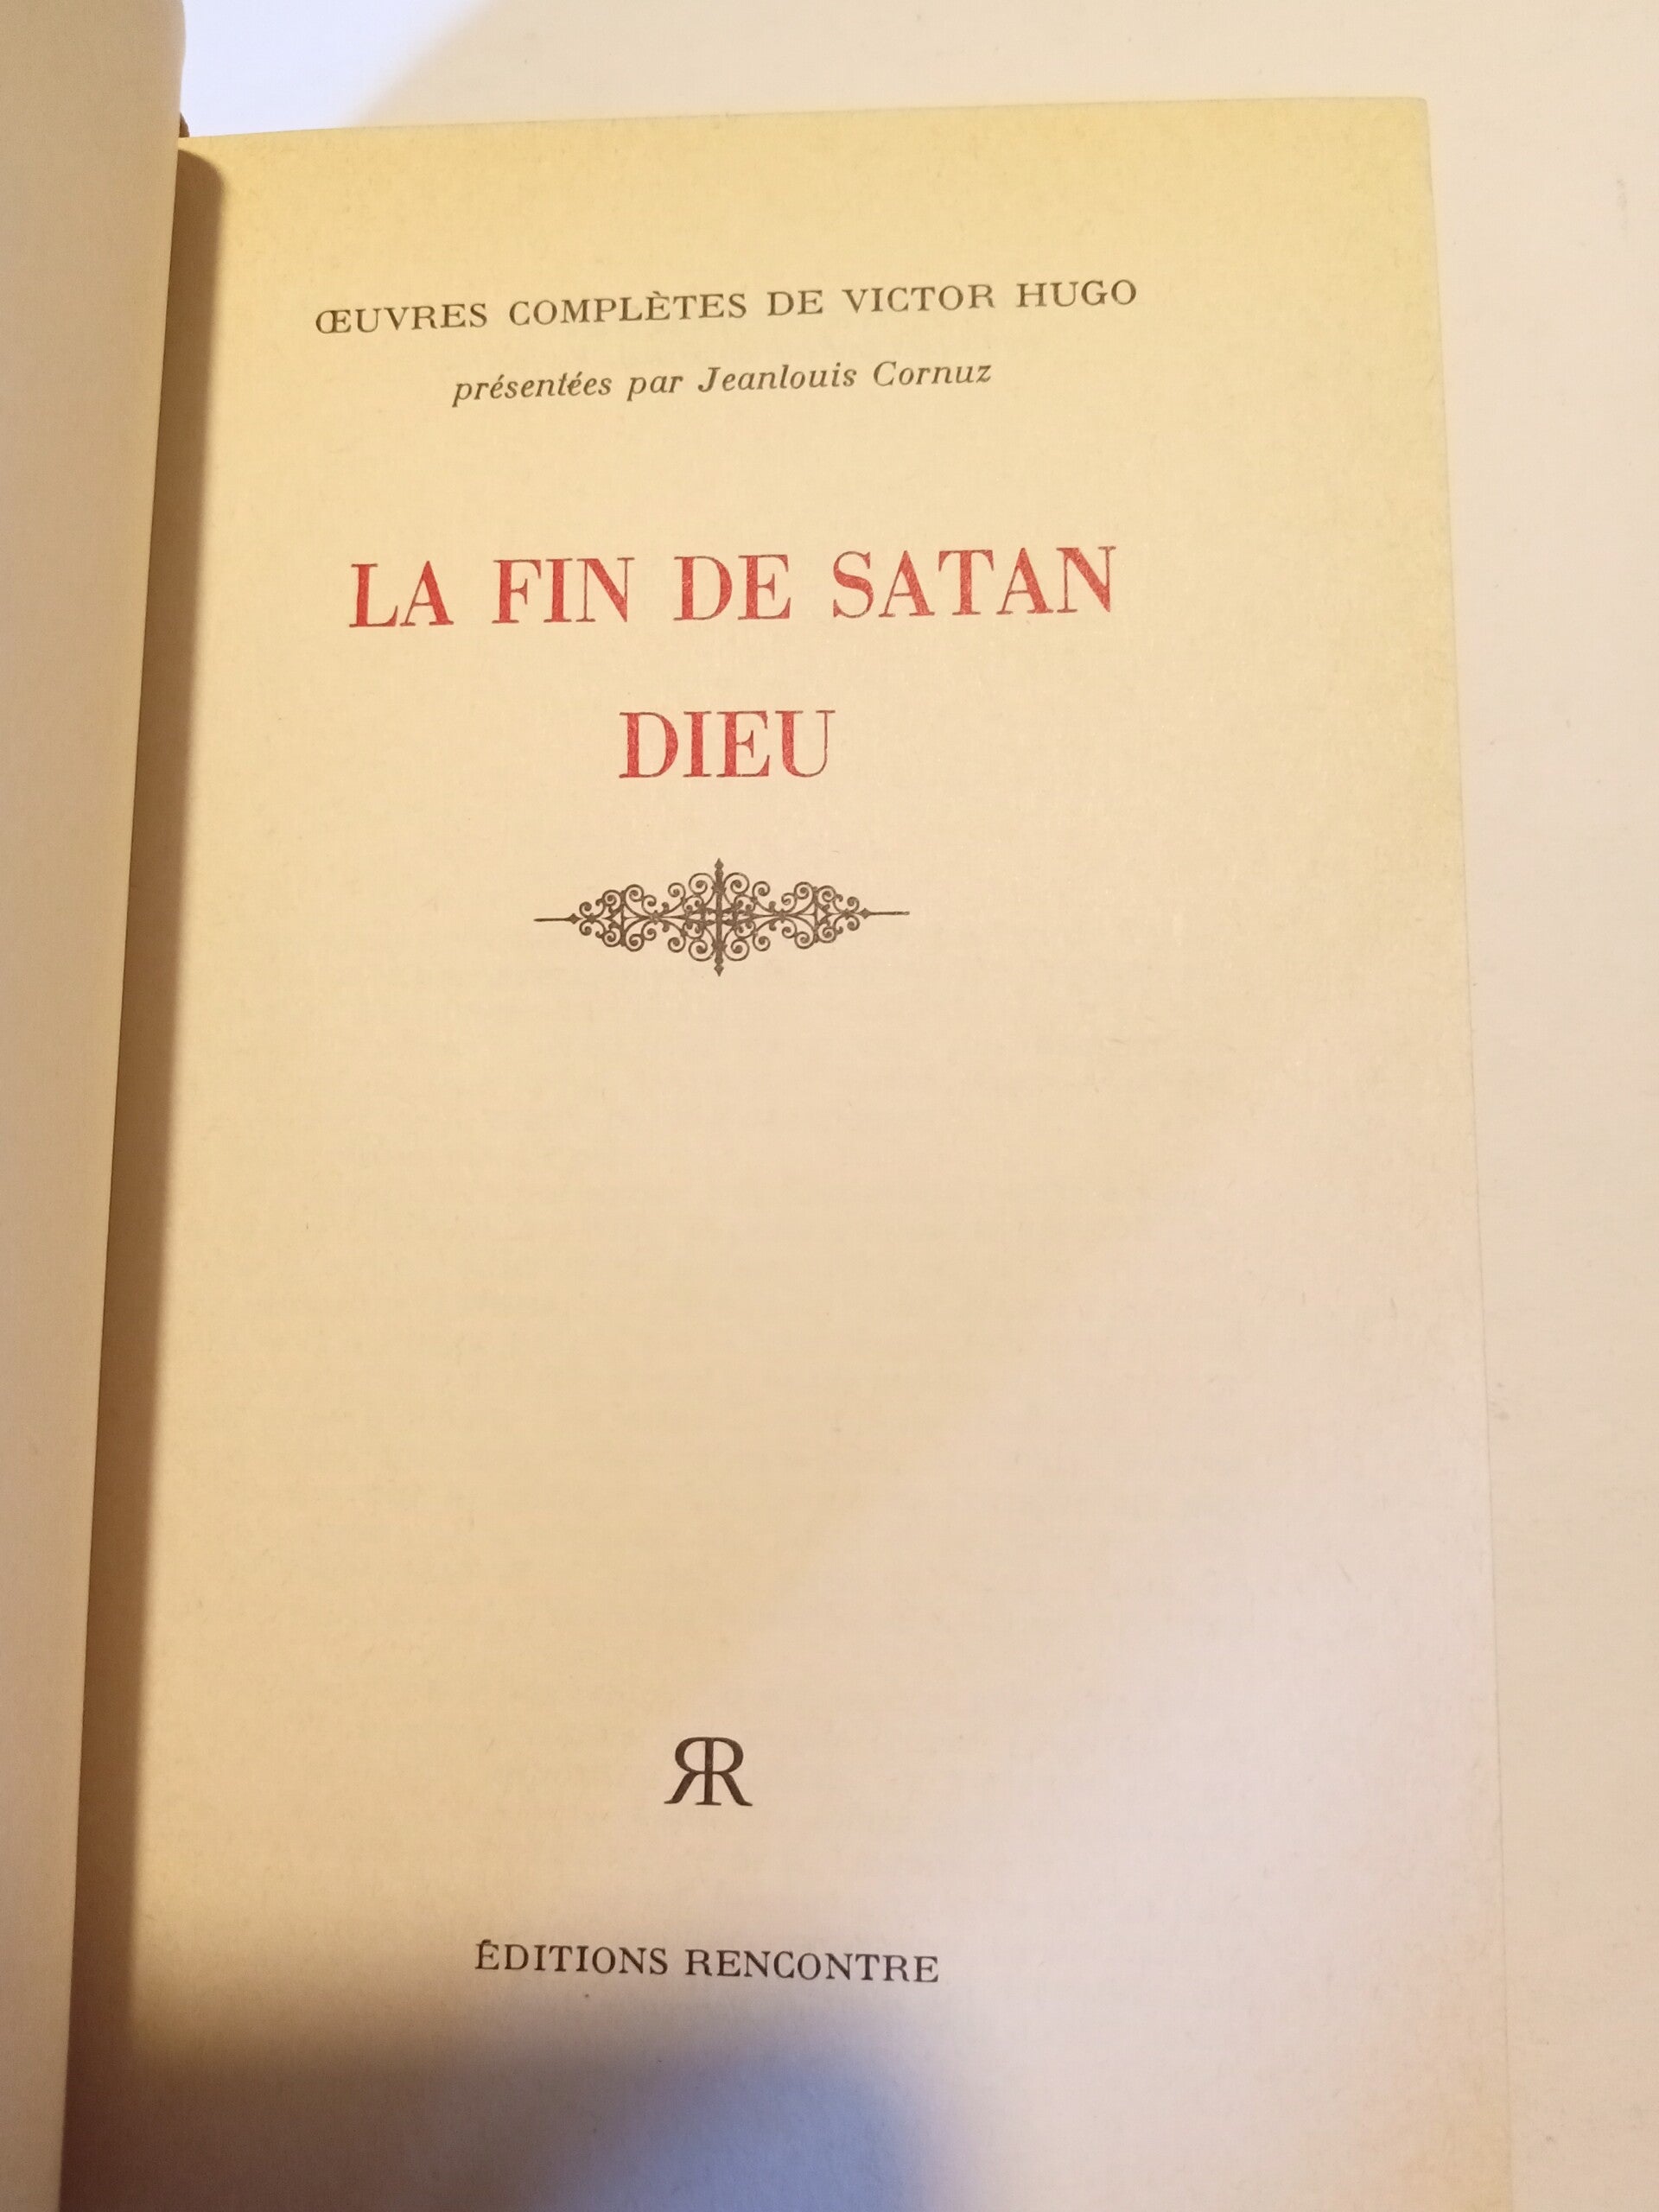 ŒUVRES COMPLÈTES DE VICTOR HUGO
présentées par Jeanlouis Cornuz
LA FIN DE SATAN
DIEU
RR
ÉDITIONS RENCONTRE